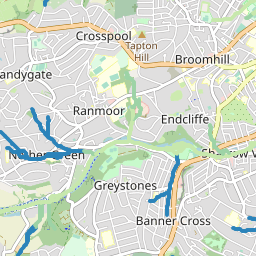 Crosspool
Tapton
Hill
Broomhill
andygate
Ranmoor
Endcliffe
Greystones
Banner Cross